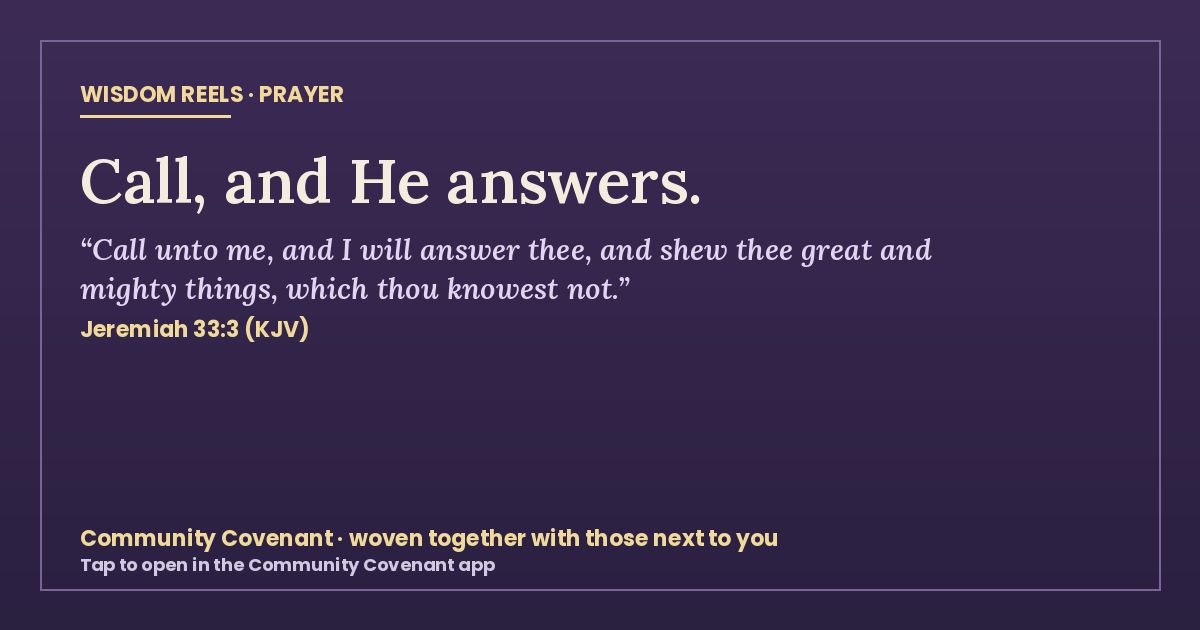 WISDOM REELS · PRAYER
Call, and He answers.
“Call unto me, and I will answer thee, and shew thee great and
mighty things, which thou knowest not.”
Jeremiah 33:3 (KJV)
Community Covenant · woven together with those next to you
Tap to open in the Community Covenant app